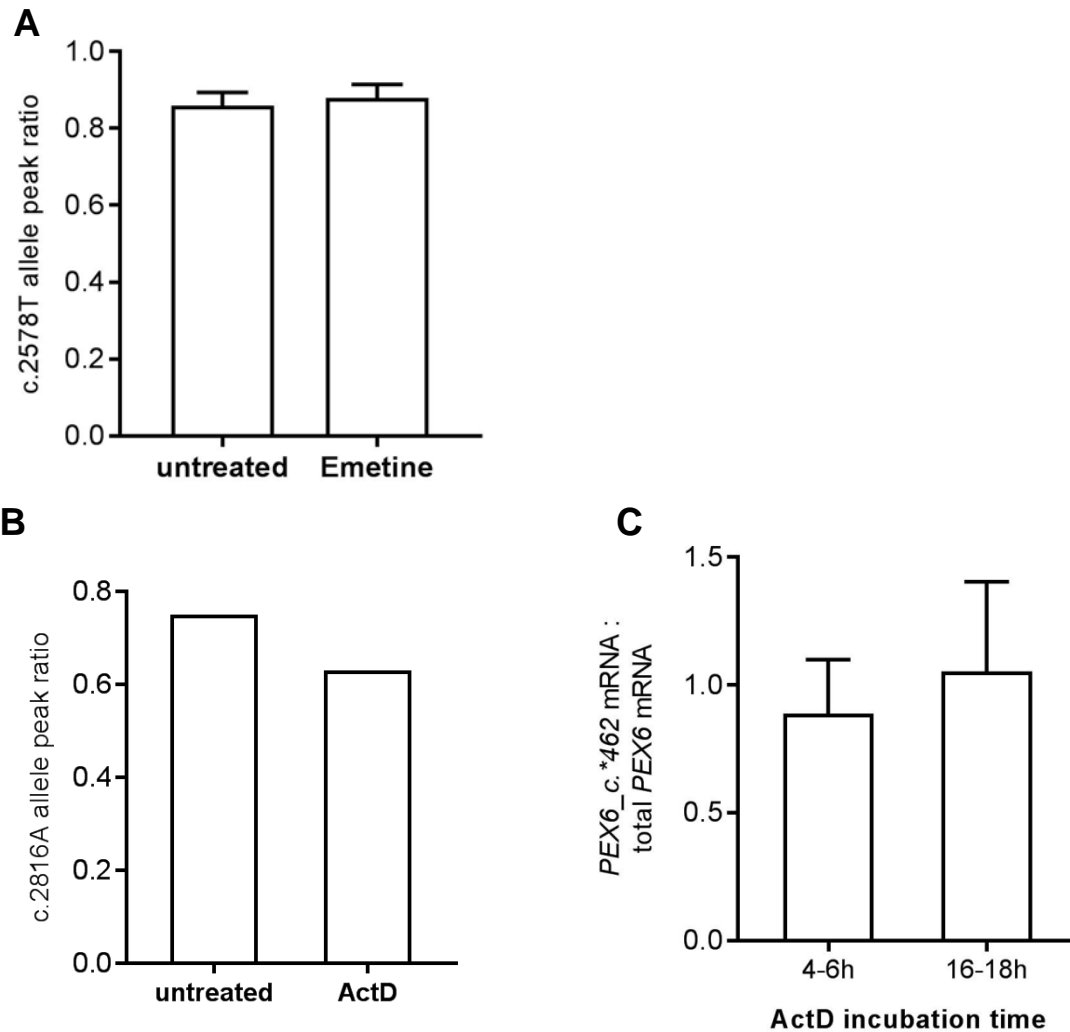 A
c.2578T allele peak ratio
1.0
0.8
0.6
0.4
0.2
0.0
untreated
Emetine
B
c.2816A allele peak ratio
0.8
0.6
0.4
0.2
0.0
untreated
ActD
C
PEX6_c.*462 mRNA :
total PEX6 mRNA
1.5
1.0
0.5
0.0
4-6h
16-18h
ActD incubation time